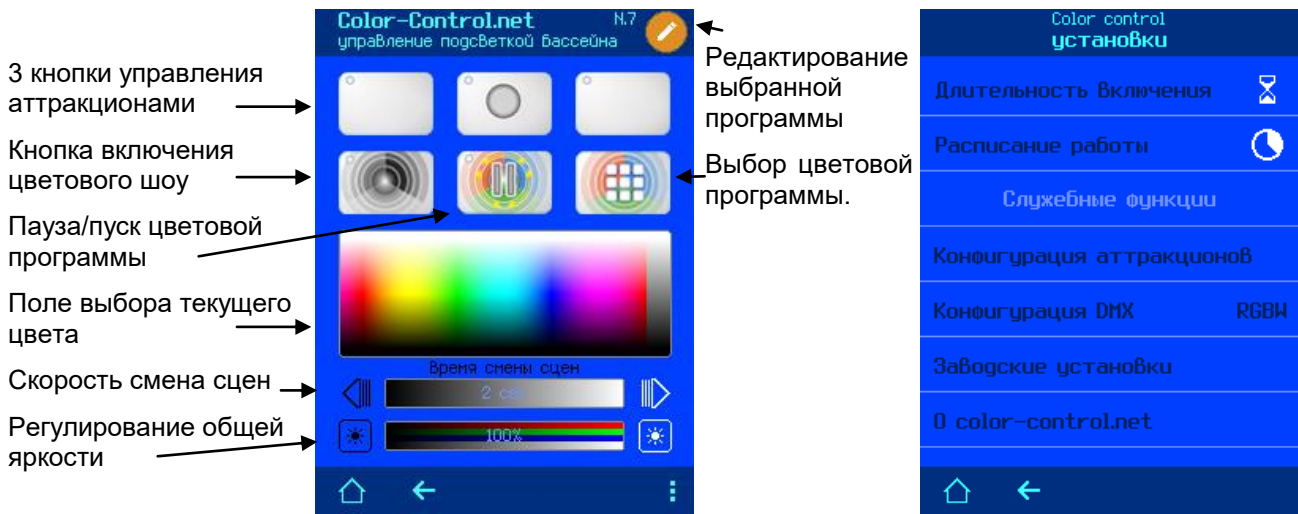 3 кнопки управления
аттракционами
Кнопка включения
цветового шоу
Пауза/пуск цветовой
программы
Поле выбора текущего
цвета
Скорость смена сцен
Регулирование общей
яркости
Color-Control.net N.7
управление подсветкой бассейна
Время смены сцен
2 сек
100%
Редактирование
выбранной
программы
Выбор цветовой
программы.
Color control
установки
Длительность включения
Расписание работы
Служебные функции
Конфигурация аттракционов
Конфигурация DMX RGBW
Заводские установки
О color-control.net